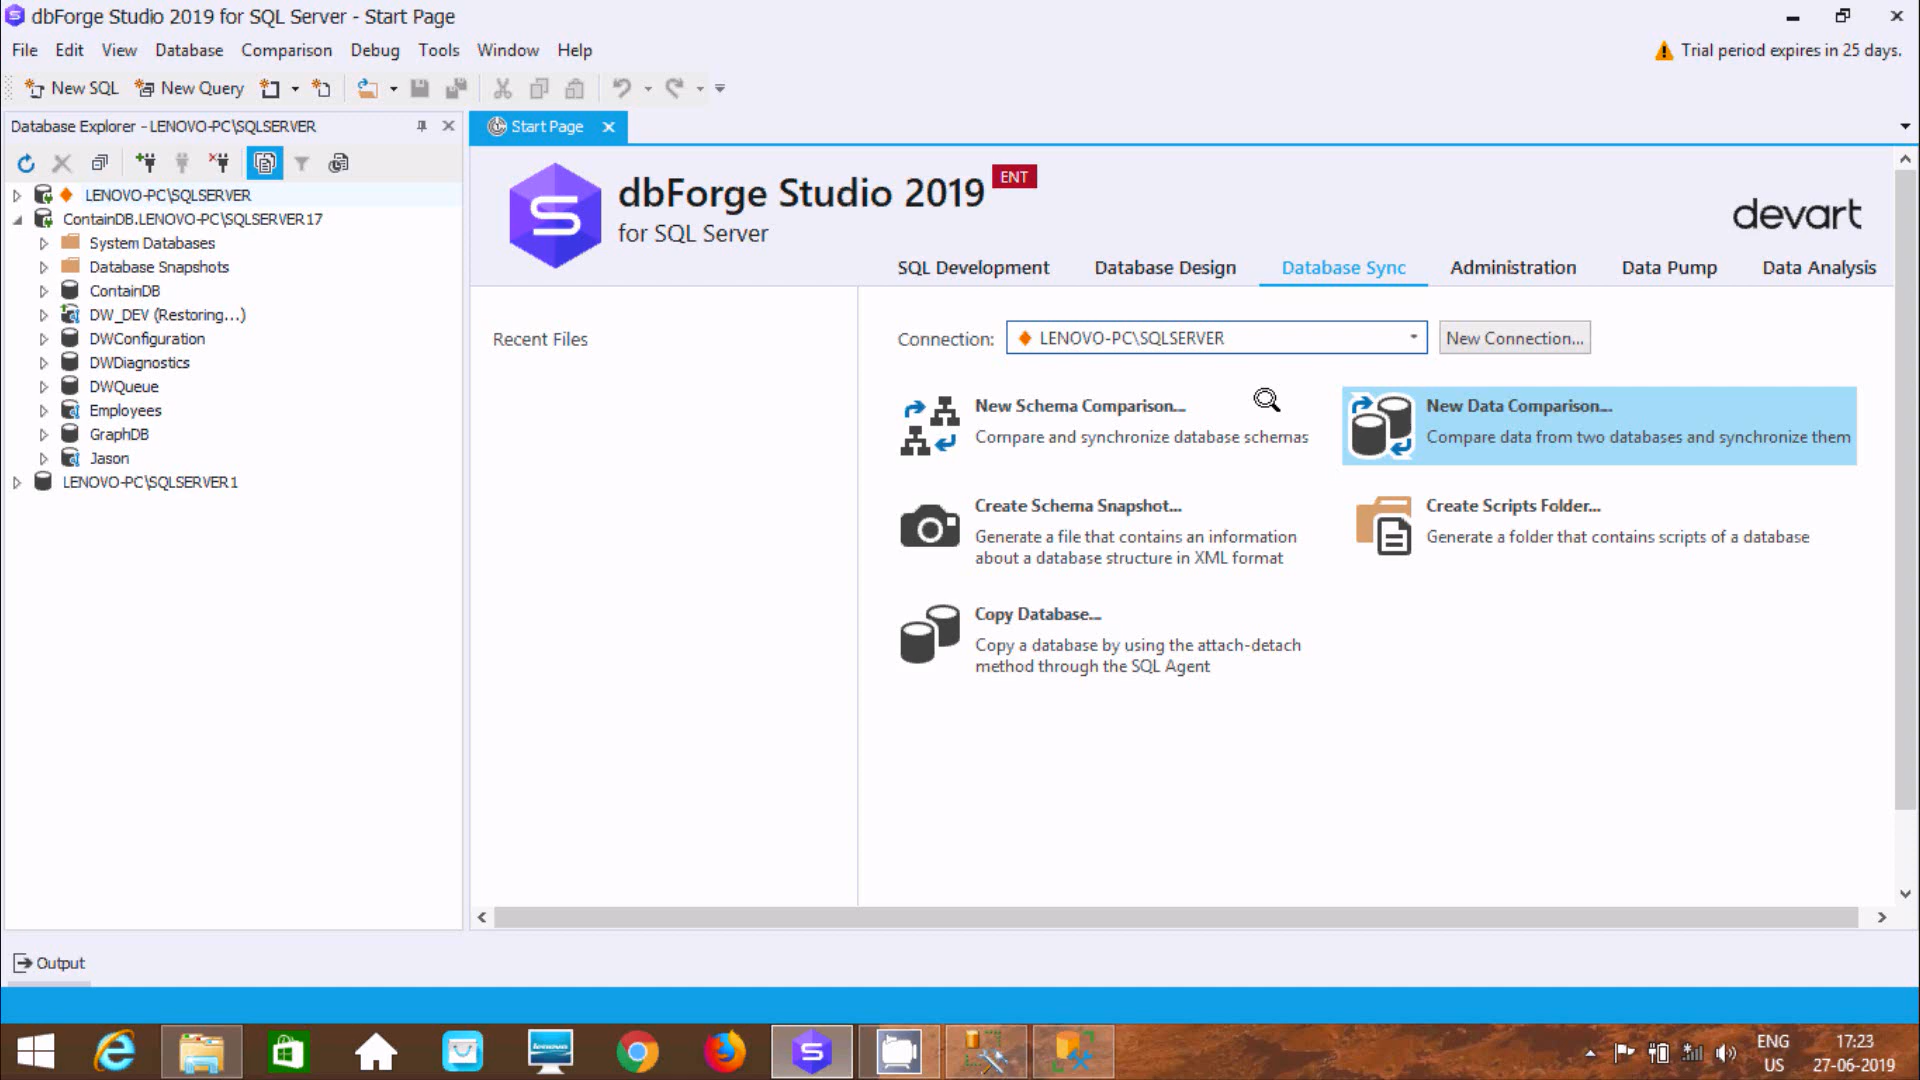 dbForge Studio 2019 for SQL Server - Start Page
File Edit View Database Comparison Debug Tools Window Help
Trial period expires in 25 days.
New SQL New Query
Database Explorer - LENOVO-PC\SQLSERVER
Start Page
LENOVO-PC\SQLSERVER
ContainDB.LENOVO-PC\SQLSERVER17
System Databases
Database Snapshots
ContainDB
DW_DEV (Restoring...)
DWConfiguration
DWDiagnostics
DWQueue
Employees
GraphDB
Jason
LENOVO-PC\SQLSERVER1
S
dbForge Studio 2019 ENT
for SQL Server
devart
SQL Development Database Design Database Sync Administration Data Pump Data Analysis
Recent Files
Connection: LENOVO-PC\SQLSERVER New Connection...
New Schema Comparison...
Compare and synchronize database schemas
New Data Comparison...
Compare data from two databases and synchronize them
Create Schema Snapshot...
Generate a file that contains an information
about a database structure in XML format
Create Scripts Folder...
Generate a folder that contains scripts of a database
Copy Database...
Copy a database by using the attach-detach
method through the SQL Agent
Output
ENG
US
17:23
27-06-2019